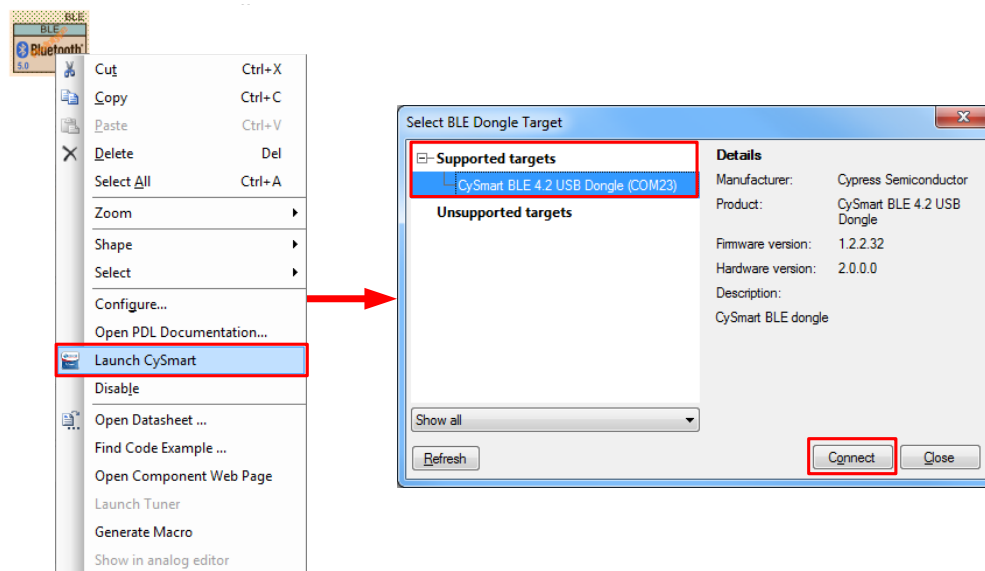 BLE
BLE
Bluetooth
5.0
Cut Ctrl+X
Copy Ctrl+C
Paste Ctrl+V
Delete Del
Select All Ctrl+A
Zoom
Shape
Select
Configure...
Open PDL Documentation...
Launch CySmart
Disable
Open Datasheet ...
Find Code Example ...
Open Component Web Page
Launch Tuner
Generate Macro
Show in analog editor
Select BLE Dongle Target
Supported targets
CySmart BLE 4.2 USB Dongle (COM23)
Unsupported targets
Show all
Refresh
Details
Manufacturer: Cypress Semiconductor
Product: CySmart BLE 4.2 USB
Dongle
Firmware version: 1.2.2.32
Hardware version: 2.0.0.0
Description:
CySmart BLE dongle
Connect
Close